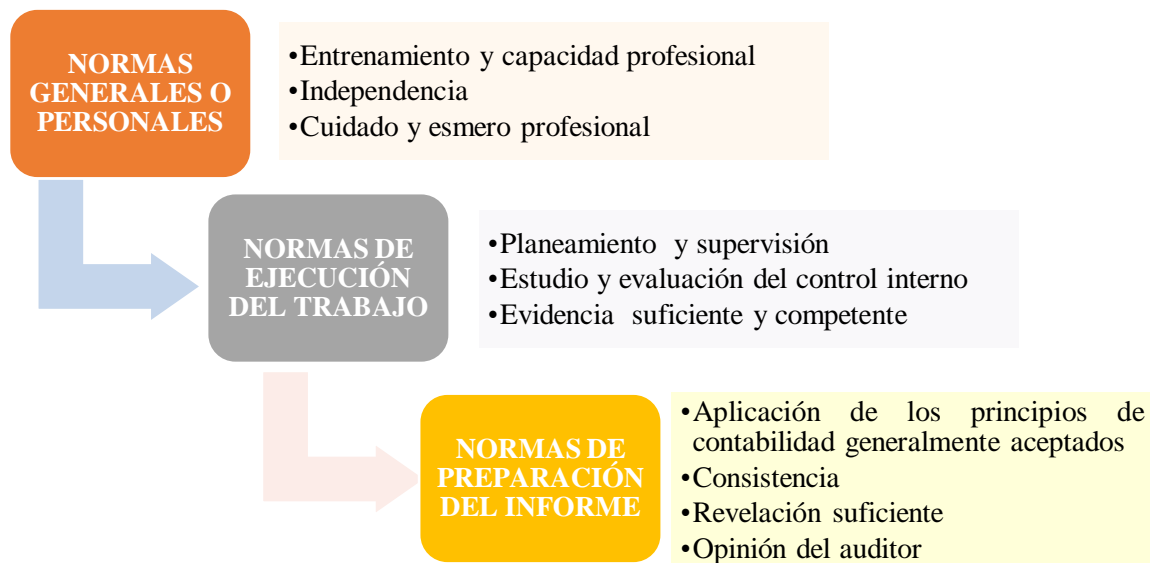 NORMAS
GENERALES O
PERSONALES
•Entrenamiento y capacidad profesional
•Independencia
•Cuidado y esmero profesional
NORMAS DE
EJECUCIÓN
DEL TRABAJO
•Planeamiento y supervisión
•Estudio y evaluación del control interno
•Evidencia suficiente y competente
NORMAS DE
PREPARACIÓN
DEL INFORME
•Aplicación de los principios de
contabilidad generalmente aceptados
•Consistencia
•Revelación suficiente
•Opinión del auditor